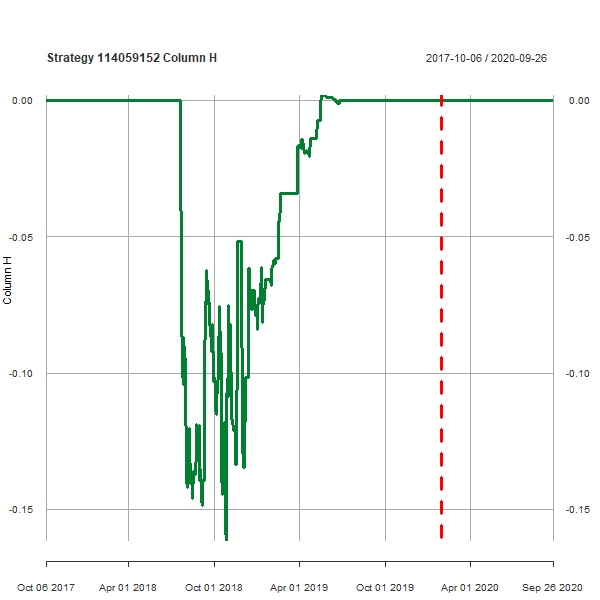 Strategy 114059152 Column H
2017-10-06 / 2020-09-26
0.00 0.00
-0.05 -0.05
-0.10 -0.10
-0.15 -0.15
Column H
Oct 06 2017 Apr 01 2018 Oct 01 2018 Apr 01 2019 Oct 01 2019 Apr 01 2020 Sep 26 2020